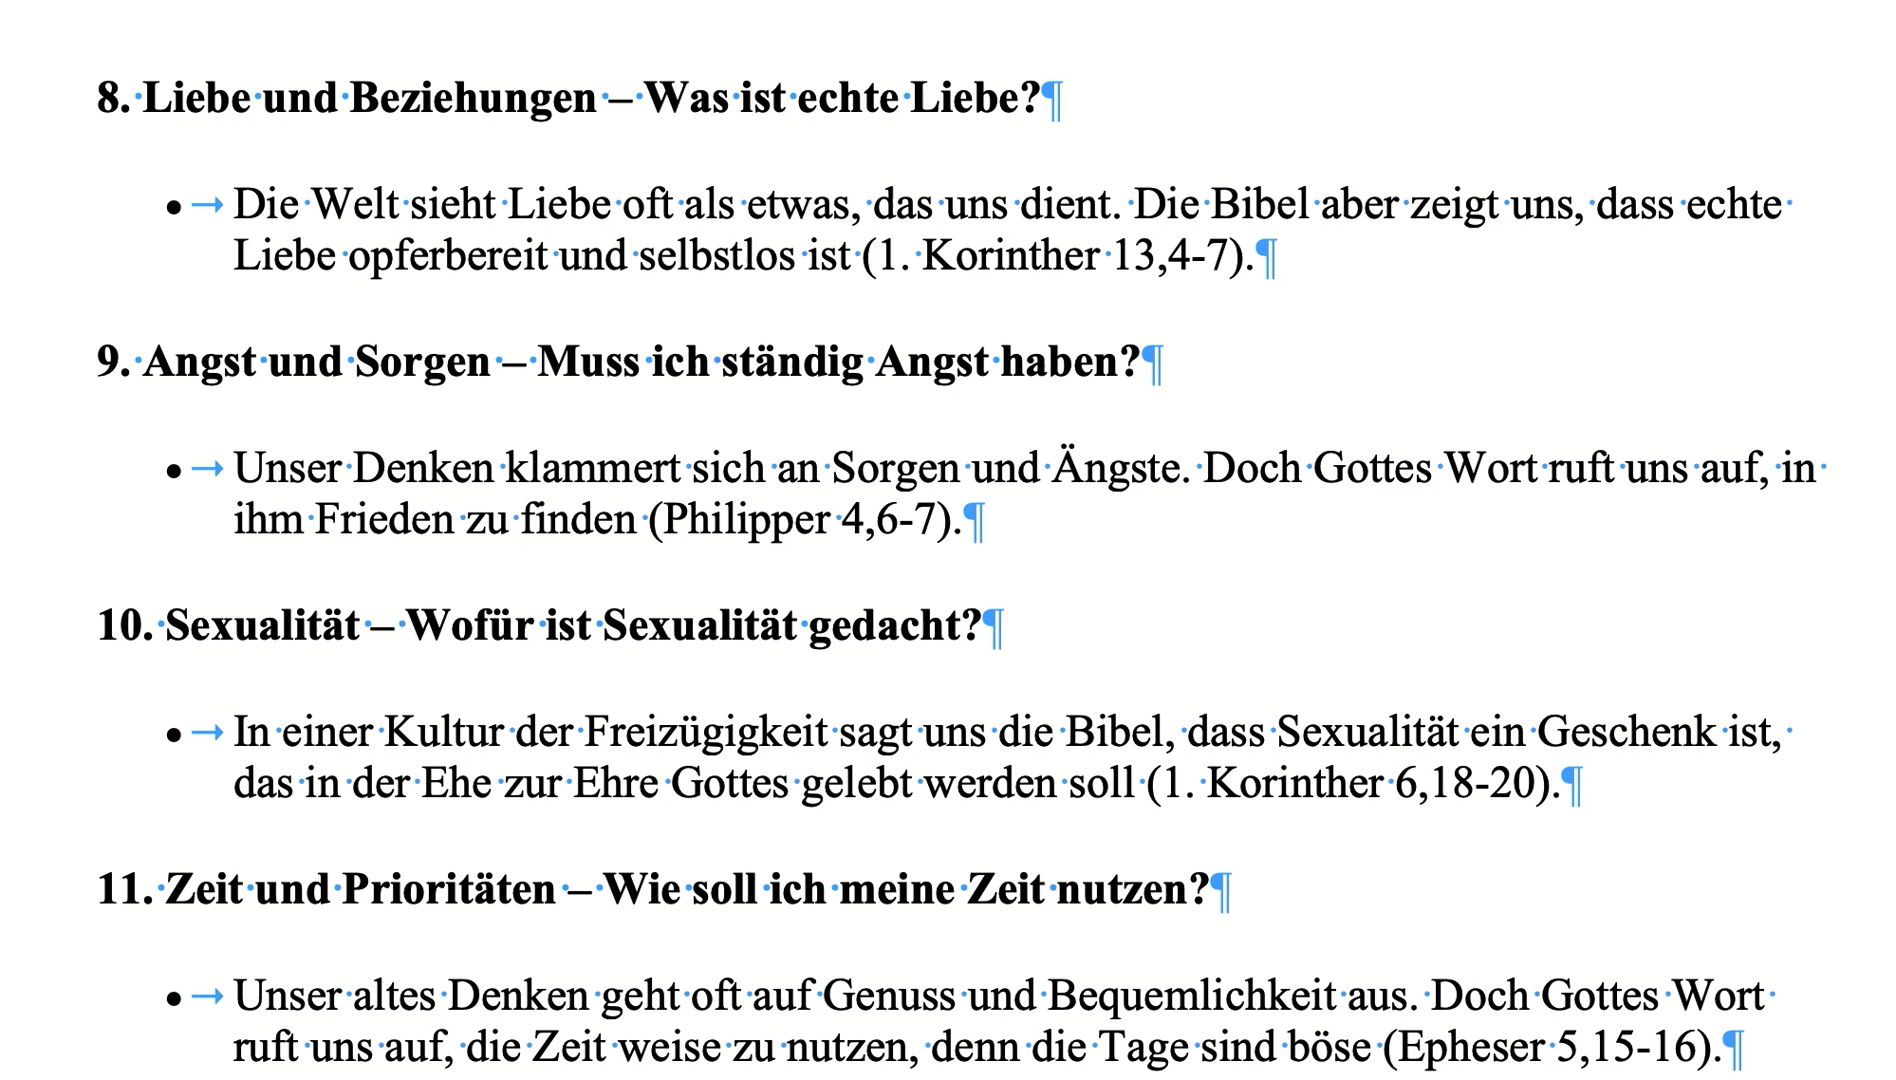 8. Liebe und Beziehungen – Was ist echte Liebe?¶
• → Die Welt sieht Liebe oft als etwas, das uns dient. Die Bibel aber zeigt uns, dass echte
Liebe opferbereit und selbstlos ist (1. Korinther 13,4-7).¶
9. Angst und Sorgen – Muss ich ständig Angst haben?¶
• → Unser Denken klammert sich an Sorgen und Ängste. Doch Gottes Wort ruft uns auf, in
ihm Frieden zu finden (Philipper 4,6-7).¶
10. Sexualität – Wofür ist Sexualität gedacht?¶
• → In einer Kultur der Freizügigkeit sagt uns die Bibel, dass Sexualität ein Geschenk ist,
das in der Ehe zur Ehre Gottes gelebt werden soll (1. Korinther 6,18-20).¶
11. Zeit und Prioritäten – Wie soll ich meine Zeit nutzen?¶
• → Unser altes Denken geht oft auf Genuss und Bequemlichkeit aus. Doch Gottes Wort
ruft uns auf, die Zeit weise zu nutzen, denn die Tage sind böse (Epheser 5,15-16).¶